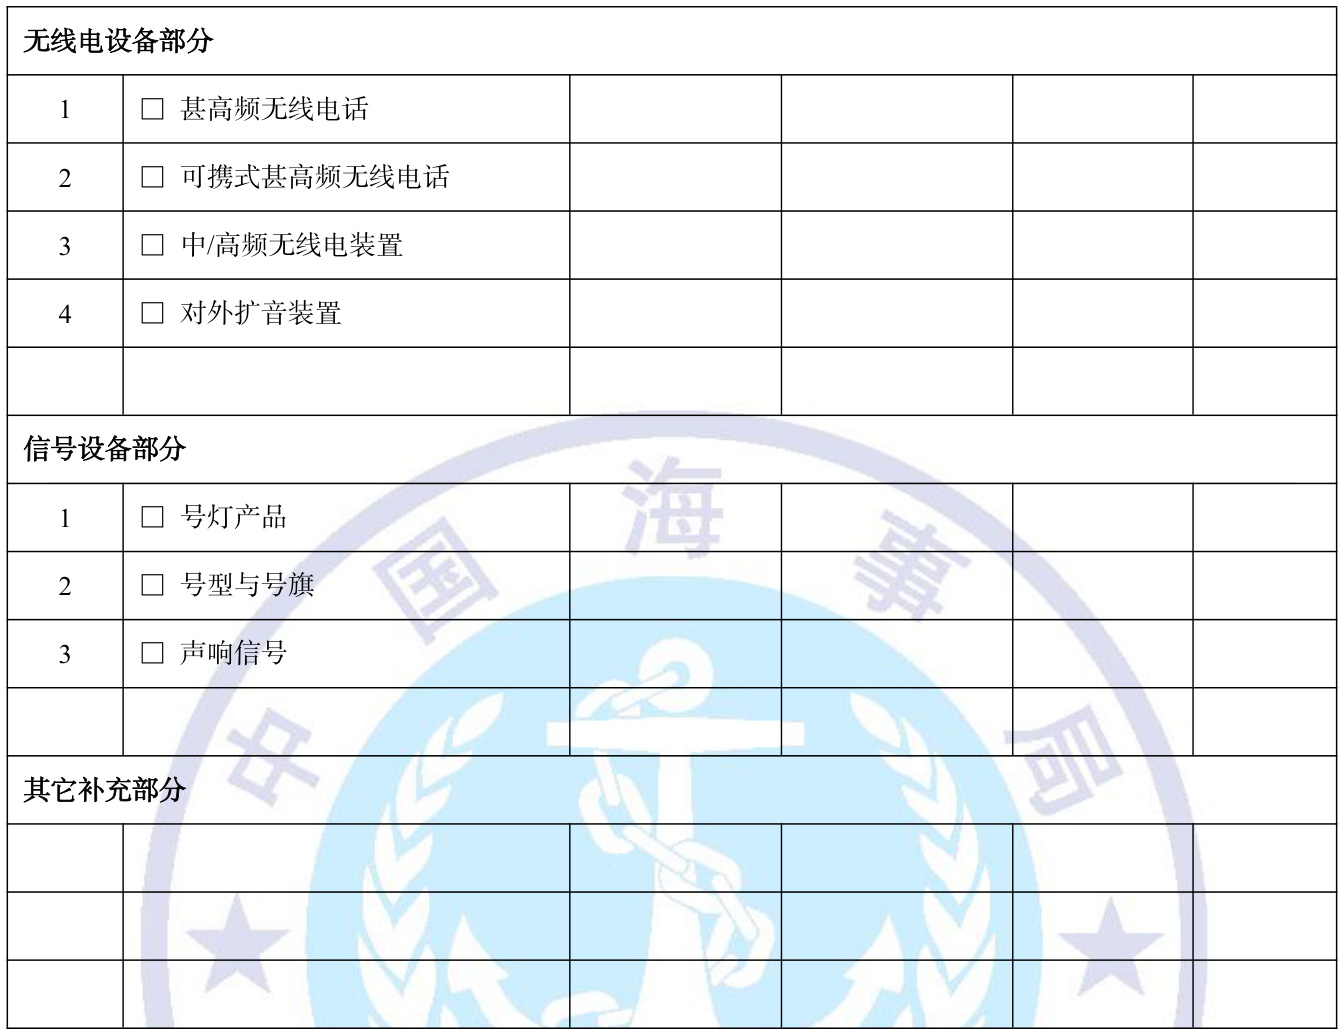 无线电设备部分
1 □ 甚高频无线电话
2 □ 可携式甚高频无线电话
3 □ 中/高频无线电装置
4 □ 对外扩音装置
信号设备部分
1 □ 号灯产品
2 □ 号型与号旗
3 □ 声响信号
其它补充部分
中国海事局